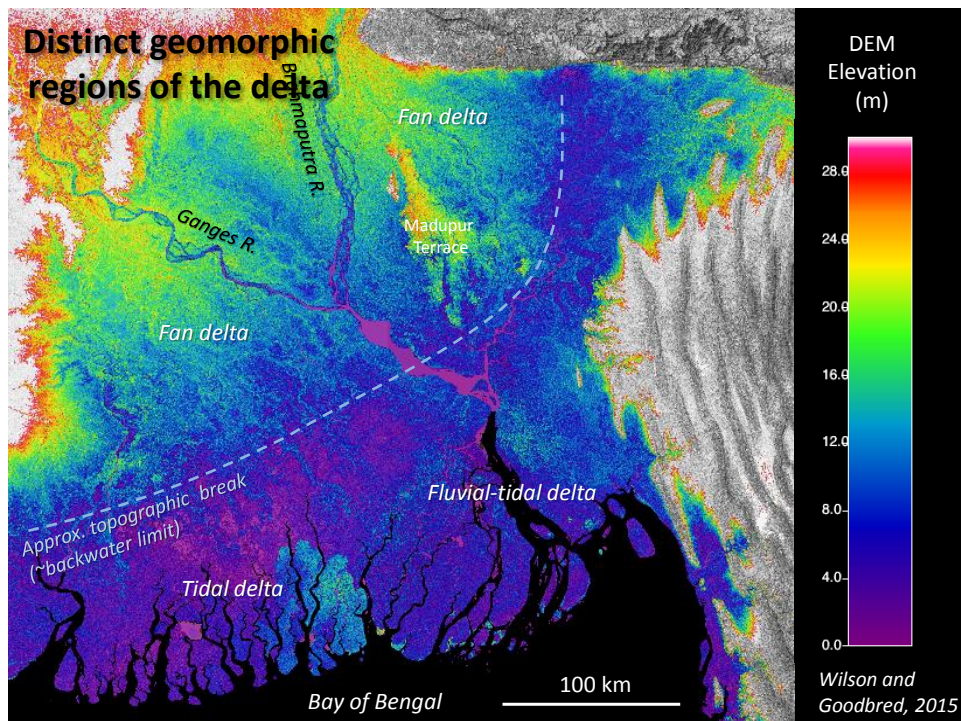 Distinct geomorphic
regions of the delta
Brahmaputra R.
Fan delta
Madupur
Terrace
Ganges R.
Fan delta
Approx. topographic break
(~backwater limit)
Fluvial-tidal delta
Tidal delta
Bay of Bengal
100 km
DEM
Elevation
(m)
28.0
24.0
20.0
16.0
12.0
8.0
4.0
0.0
Wilson and
Goodbred, 2015